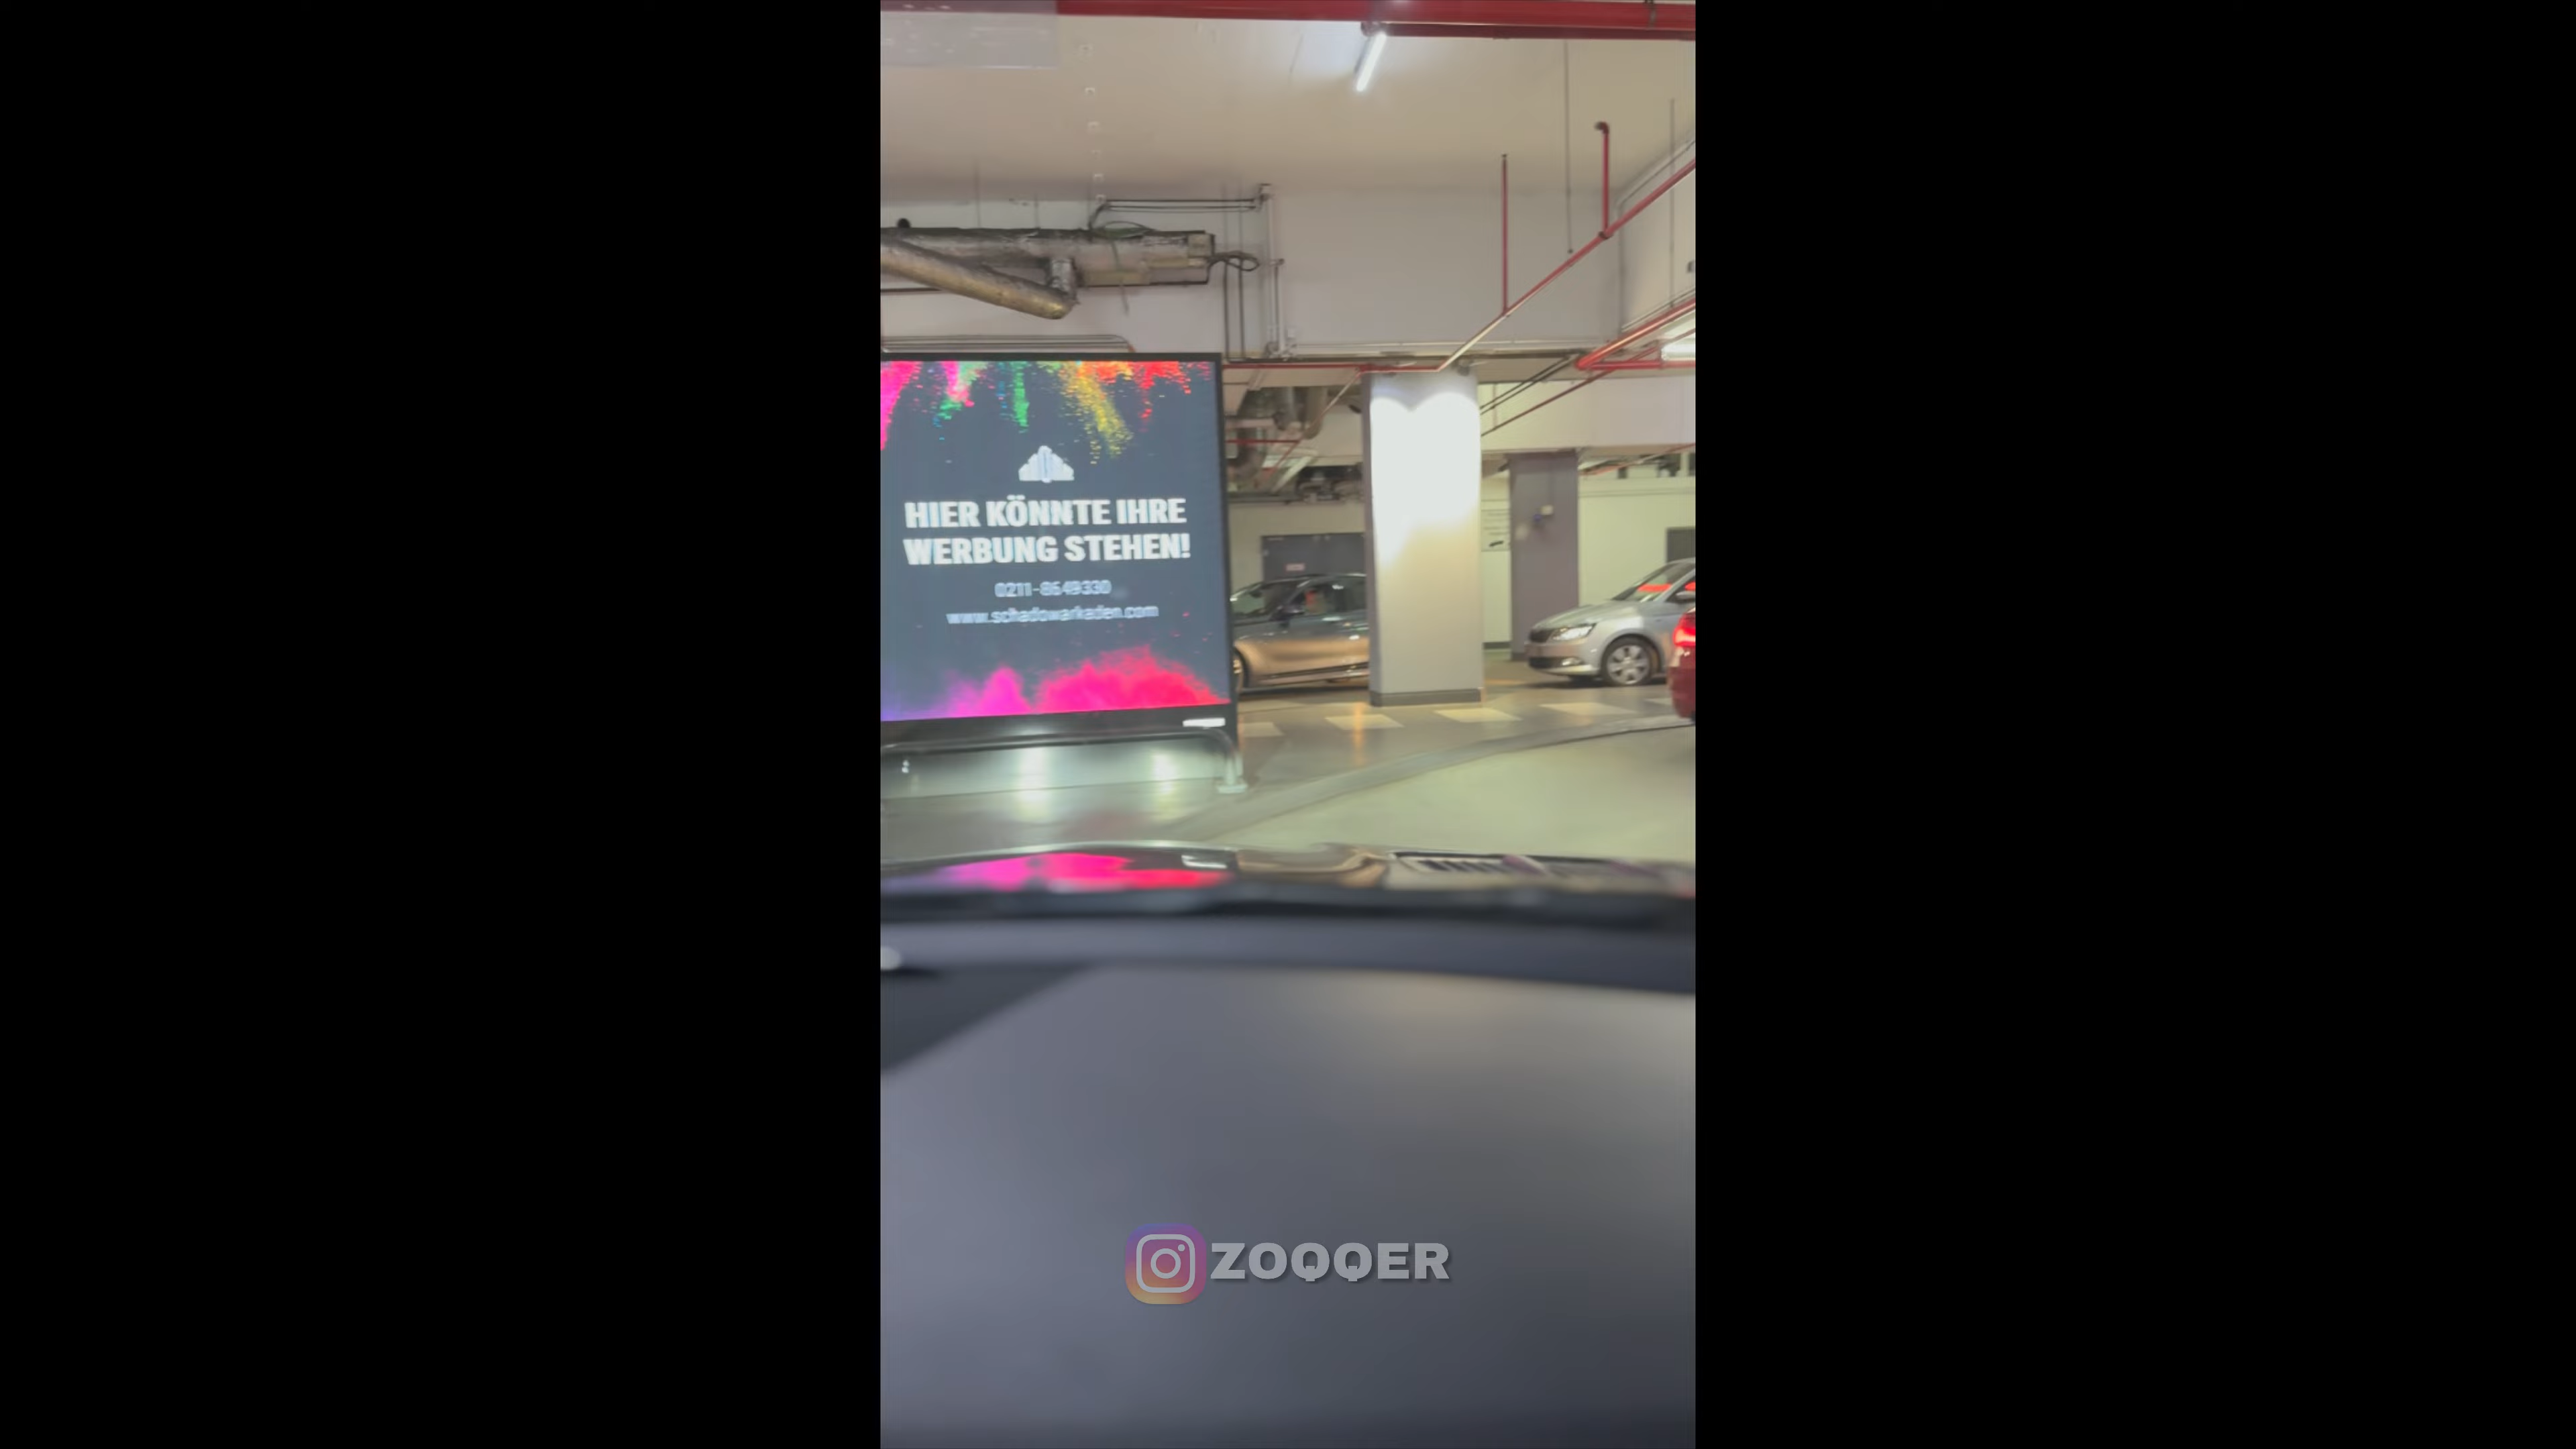 HIER KÖNNTE IHRE
WERBUNG STEHEN!
0211-8649330
www.schadowarkaden.com
ZOQQER